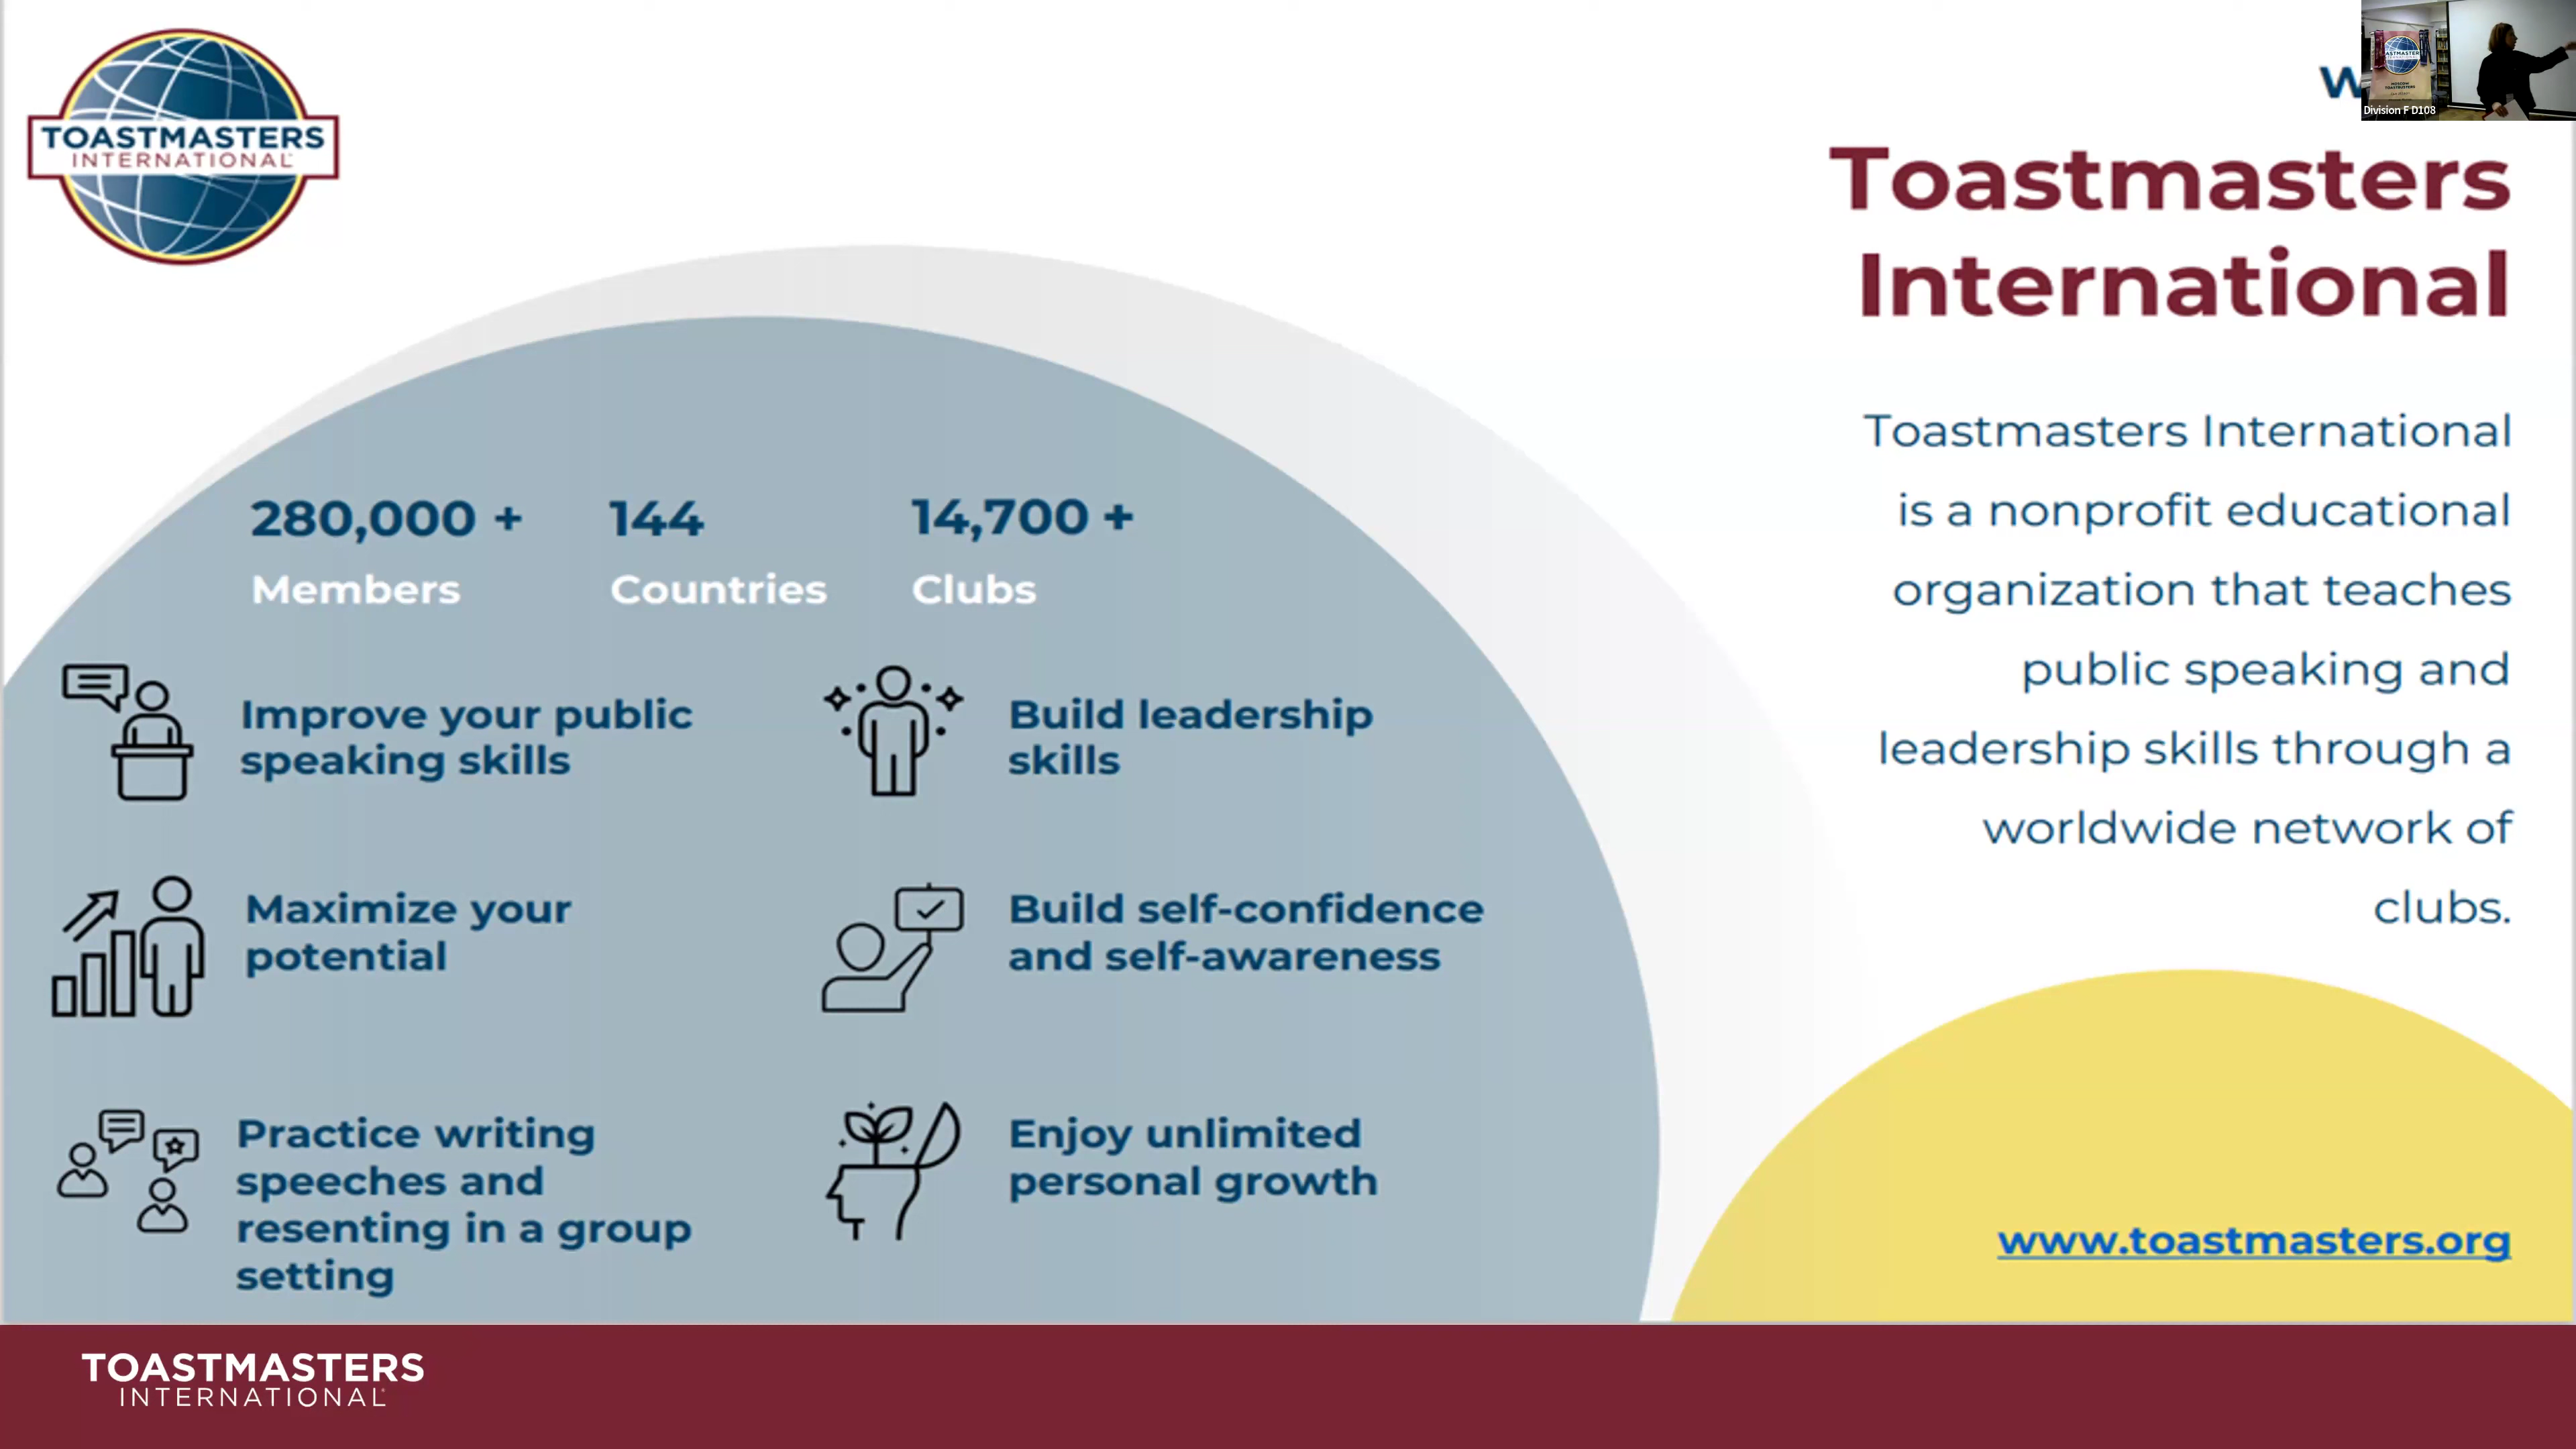 TOASTMASTERS
INTERNATIONAL
Division F D108
Toastmasters
International
Toastmasters International
is a nonprofit educational
organization that teaches
public speaking and
leadership skills through a
worldwide network of
clubs.
280,000 +
Members
144
Countries
14,700 +
Clubs
Improve your public
speaking skills
Build leadership
skills
Maximize your
potential
Build self-confidence
and self-awareness
Practice writing
speeches and
resenting in a group
setting
Enjoy unlimited
personal growth
www.toastmasters.org
TOASTMASTERS
INTERNATIONAL